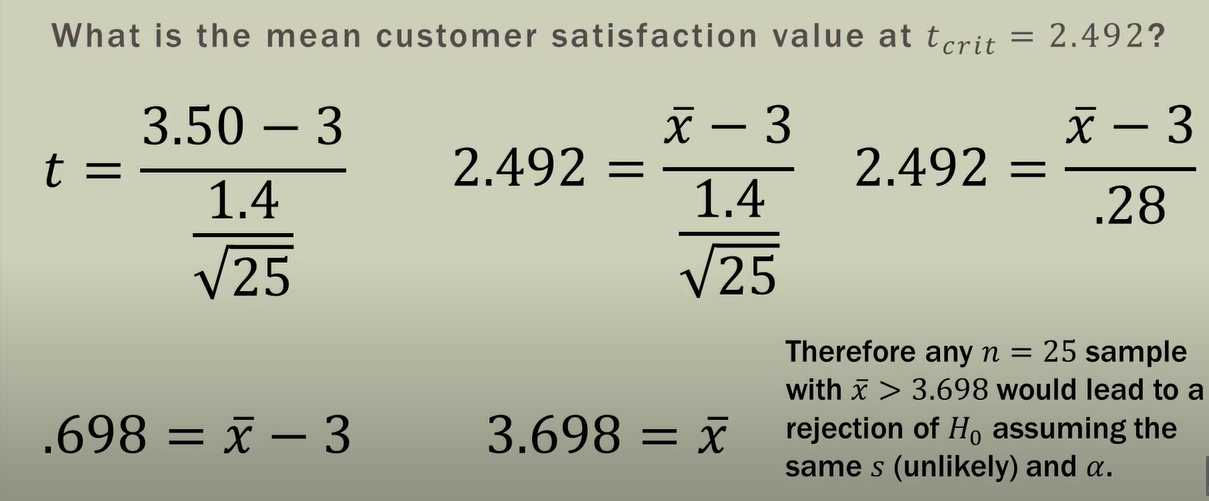 What is the mean customer satisfaction value at t_crit = 2.492?
t = (3.50 − 3) / (1.4 / √25)
2.492 = (x̄ − 3) / (1.4 / √25)
2.492 = (x̄ − 3) / .28
.698 = x̄ − 3
3.698 = x̄
Therefore any n = 25 sample
with x̄ > 3.698 would lead to a
rejection of H₀ assuming the
same s (unlikely) and α.